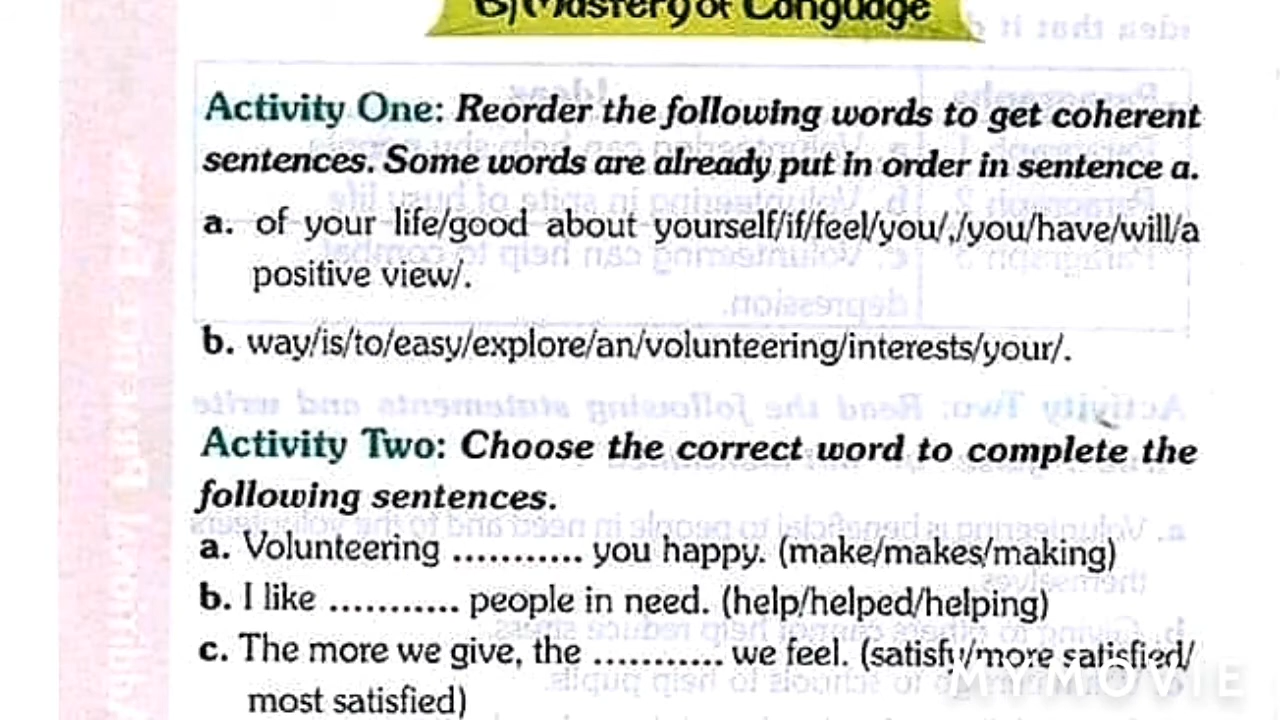 B) Mastery of Language
Activity One: Reorder the following words to get coherent
sentences. Some words are already put in order in sentence a.
a. of your life/good about yourself/if/feel/you/,/you/have/will/a
positive view/.
b. way/is/to/easy/explore/an/volunteering/interests/your/.
Activity Two: Choose the correct word to complete the
following sentences.
a. Volunteering ........... you happy. (make/makes/making)
b. I like ........... people in need. (help/helped/helping)
c. The more we give, the ........... we feel. (satisfy/more satisfied/
most satisfied)
MYMOVIE